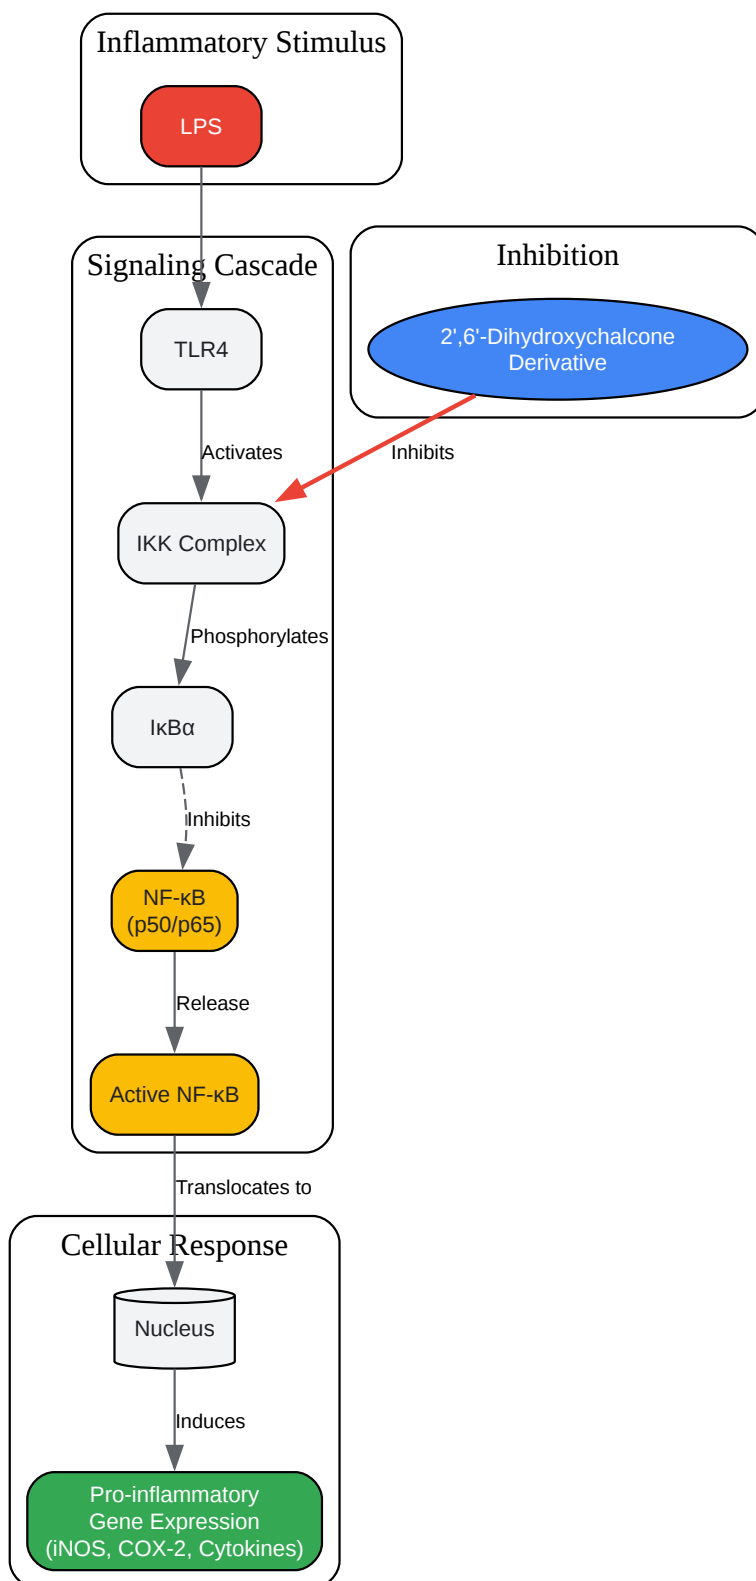 Inflammatory Stimulus
LPS
Signaling Cascade
Inhibition
2',6'-Dihydroxychalcone
Derivative
TLR4
Activates
Inhibits
IKK Complex
Phosphorylates
IκBα
Inhibits
NF-κB
(p50/p65)
Release
Active NF-κB
Translocates to
Cellular Response
Nucleus
Induces
Pro-inflammatory
Gene Expression
(iNOS, COX-2, Cytokines)